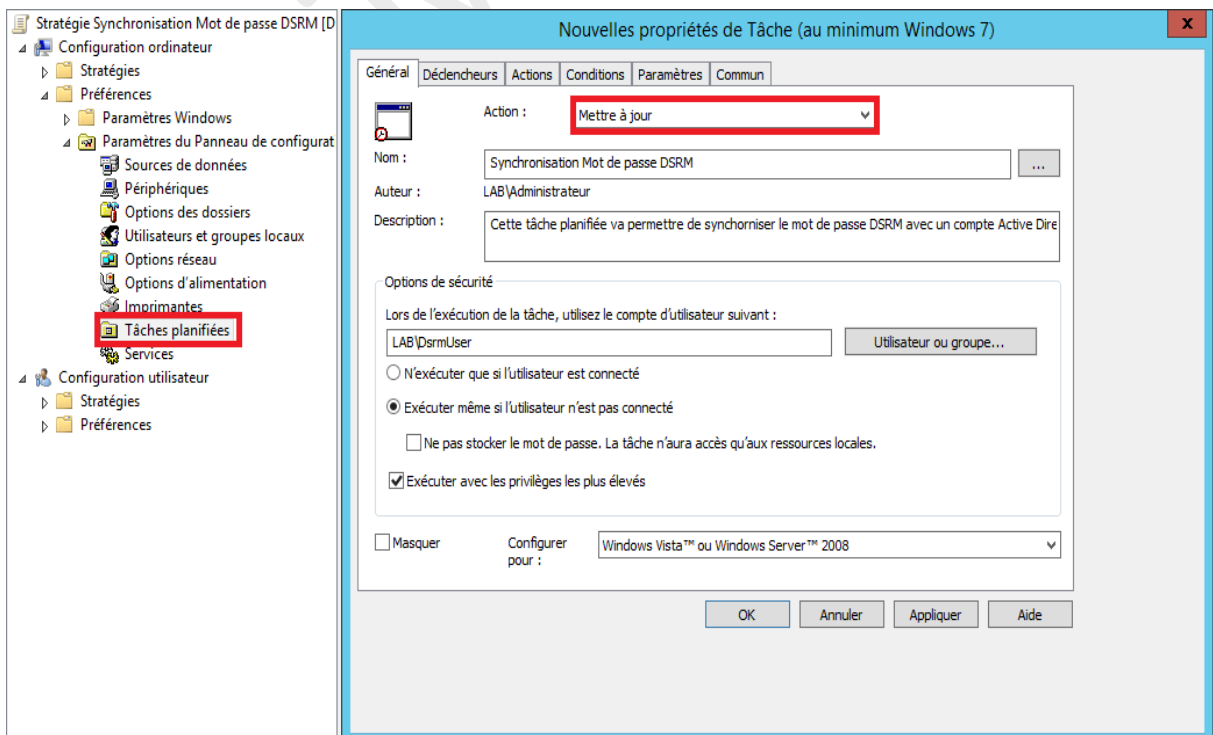 Stratégie Synchronisation Mot de passe DSRM [D
Configuration ordinateur
Stratégies
Préférences
Paramètres Windows
Paramètres du Panneau de configurat
Sources de données
Périphériques
Options des dossiers
Utilisateurs et groupes locaux
Options réseau
Options d'alimentation
Imprimantes
Tâches planifiées
Services
Configuration utilisateur
Stratégies
Préférences
Nouvelles propriétés de Tâche (au minimum Windows 7)
x
Général Déclencheurs Actions Conditions Paramètres Commun
Action : Mettre à jour
Nom : Synchronisation Mot de passe DSRM ...
Auteur : LAB\Administrateur
Description : Cette tâche planifiée va permettre de synchorniser le mot de passe DSRM avec un compte Active Dire
Options de sécurité
Lors de l'exécution de la tâche, utilisez le compte d'utilisateur suivant :
LAB\DsrmUser Utilisateur ou groupe...
N'exécuter que si l'utilisateur est connecté
Exécuter même si l'utilisateur n'est pas connecté
Ne pas stocker le mot de passe. La tâche n'aura accès qu'aux ressources locales.
Exécuter avec les privilèges les plus élevés
Masquer Configurer Windows Vista™ ou Windows Server™ 2008
pour :
OK Annuler Appliquer Aide